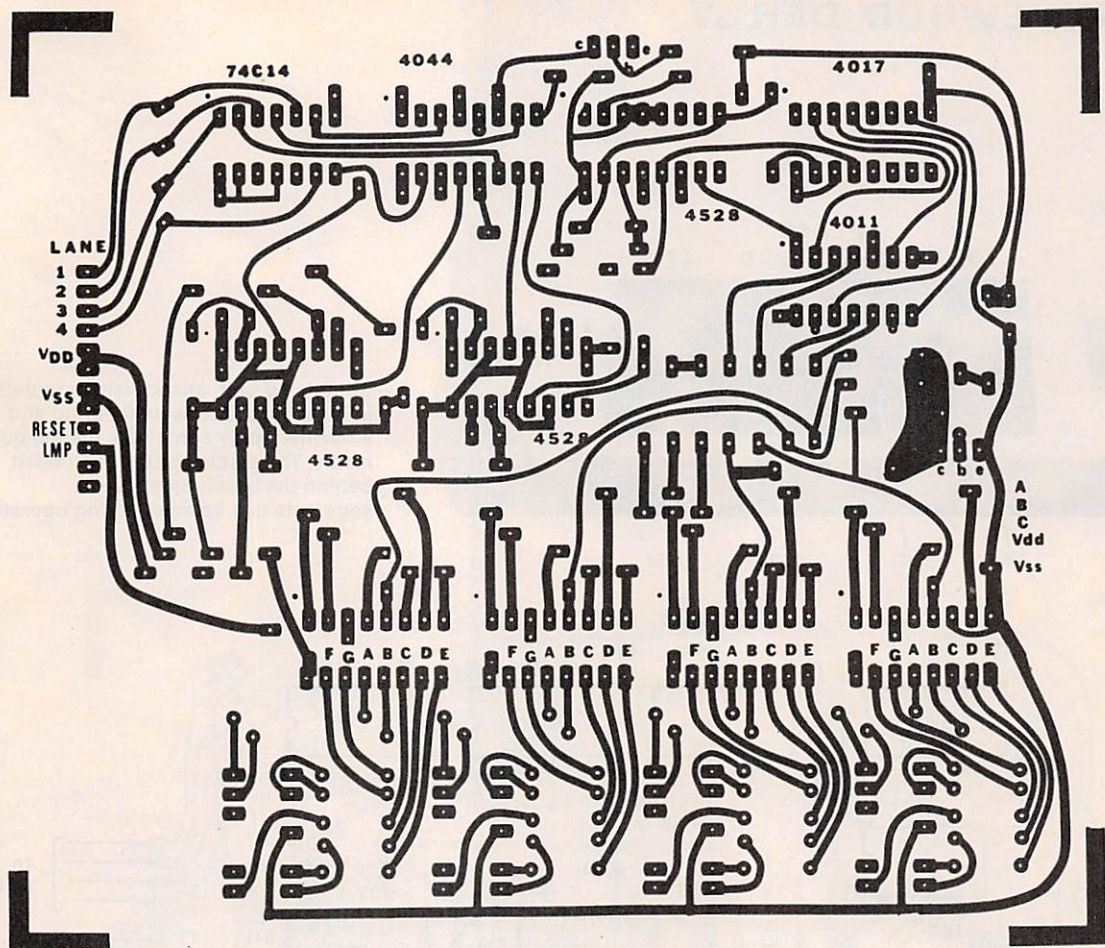 c b e
74C14
4044
4017
4528
4011
LANE
1
2
3
4
VDD
VSS
RESET
LMP
4528
4528
c b e
A
B
C
Vdd
Vss
F G A B C D E
F G A B C D E
F G A B C D E
F G A B C D E